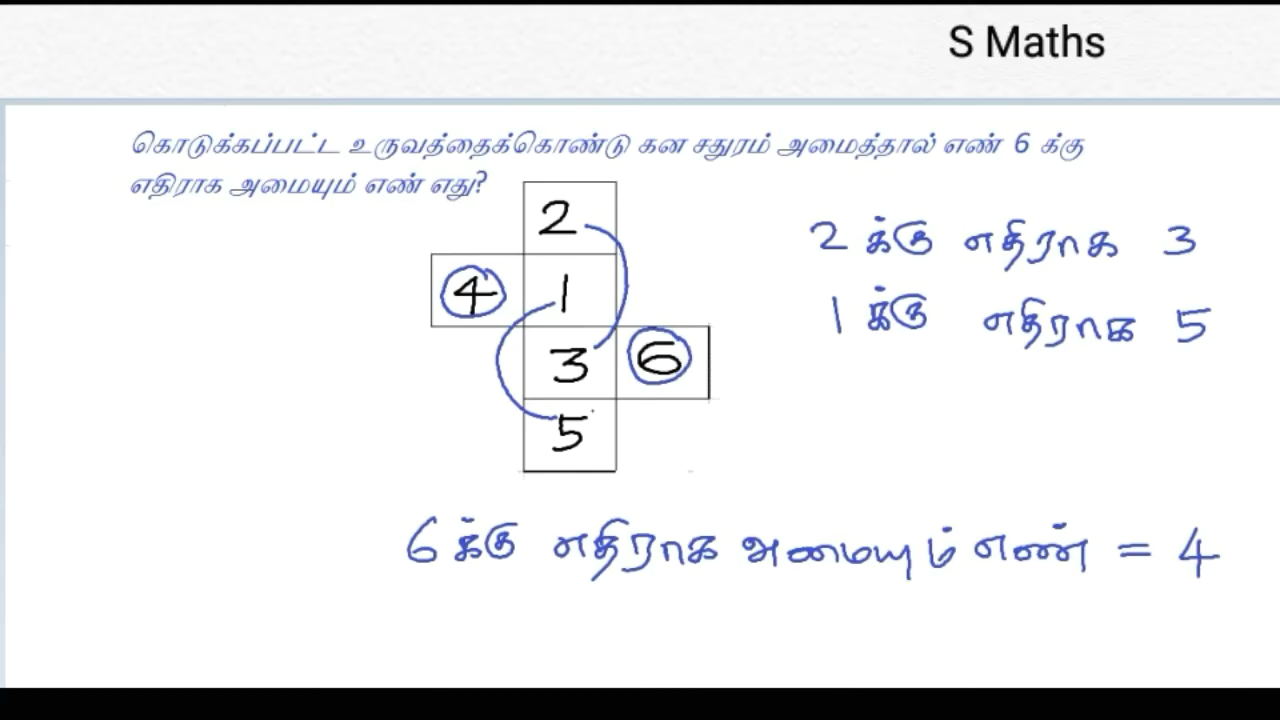 S Maths
கொடுக்கப்பட்ட உருவத்தைக்கொண்டு கன சதுரம் அமைத்தால் எண் 6 க்கு
எதிராக அமையும் எண் எது?
2
4 1
3 6
5
2 க்கு எதிராக 3
1 க்கு எதிராக 5
6 க்கு எதிராக அமையும் எண் = 4